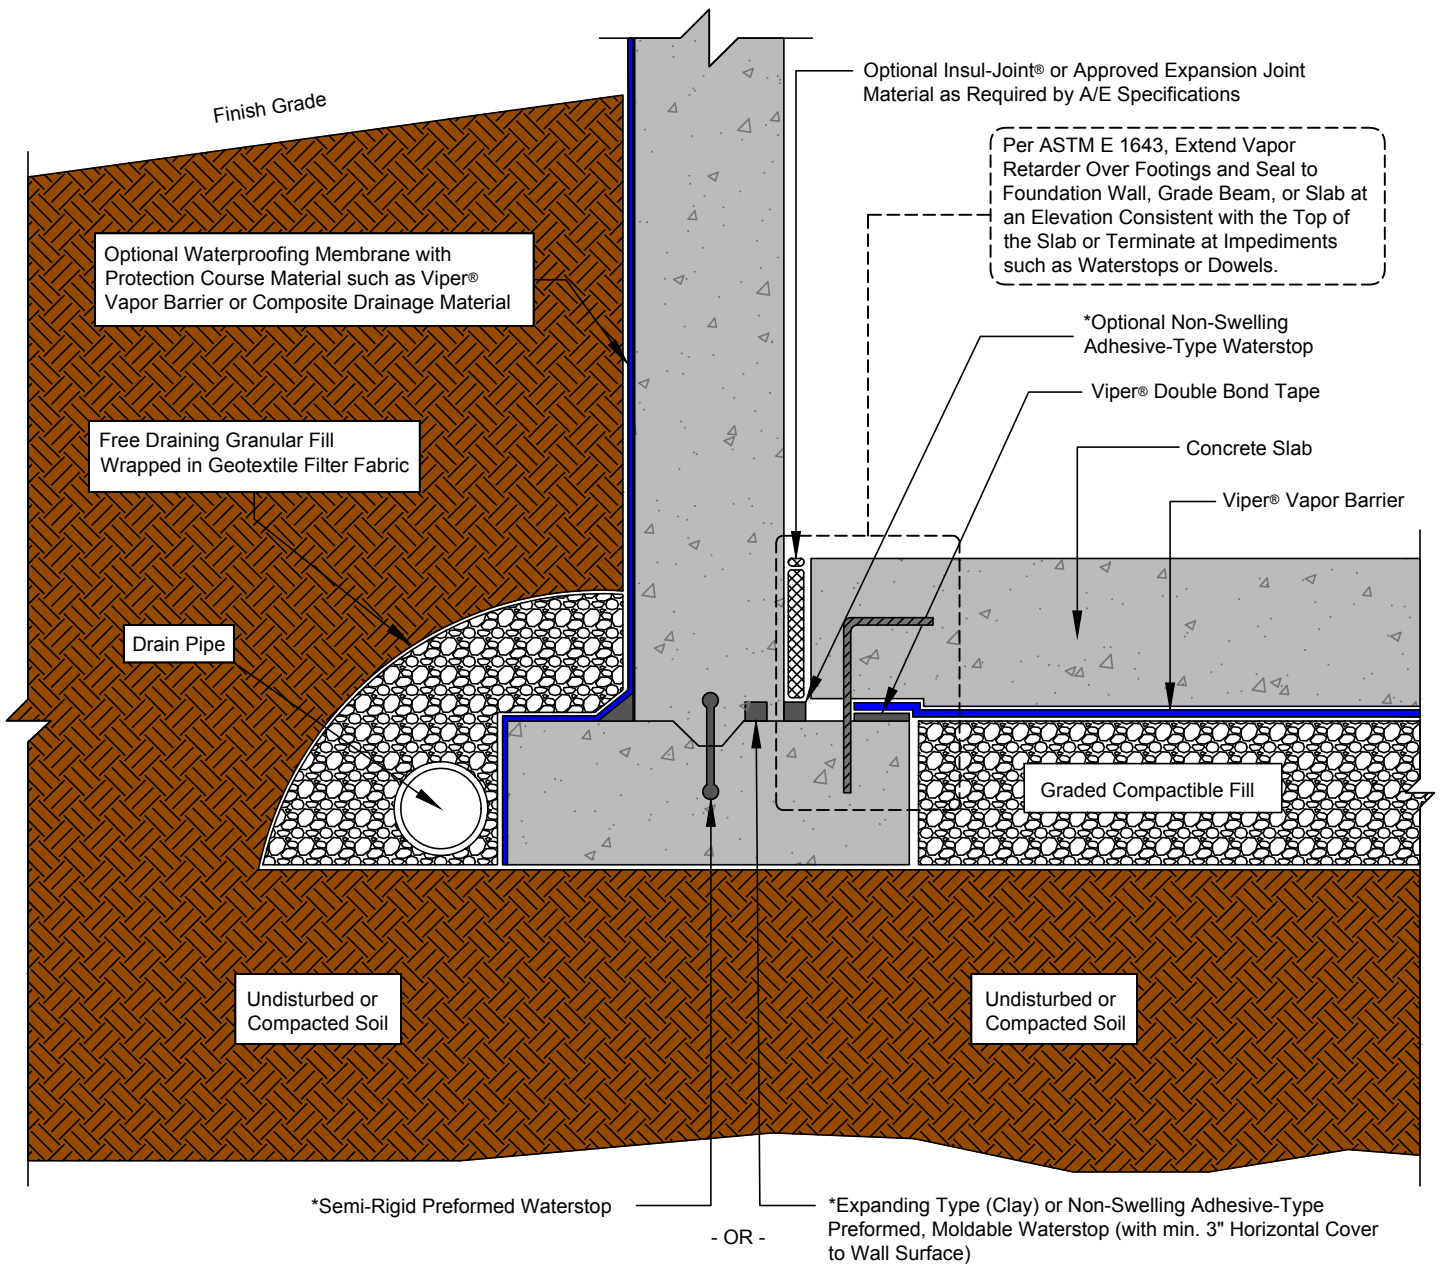 Finish Grade
Optional Insul-Joint® or Approved Expansion Joint
Material as Required by A/E Specifications
Per ASTM E 1643, Extend Vapor
Retarder Over Footings and Seal to
Foundation Wall, Grade Beam, or Slab at
an Elevation Consistent with the Top of
the Slab or Terminate at Impediments
such as Waterstops or Dowels.
Optional Waterproofing Membrane with
Protection Course Material such as Viper®
Vapor Barrier or Composite Drainage Material
*Optional Non-Swelling
Adhesive-Type Waterstop
Viper® Double Bond Tape
Free Draining Granular Fill
Wrapped in Geotextile Filter Fabric
Concrete Slab
Viper® Vapor Barrier
Drain Pipe
Graded Compactible Fill
Undisturbed or
Compacted Soil
Undisturbed or
Compacted Soil
*Semi-Rigid Preformed Waterstop
- OR -
*Expanding Type (Clay) or Non-Swelling Adhesive-Type
Preformed, Moldable Waterstop (with min. 3" Horizontal Cover
to Wall Surface)